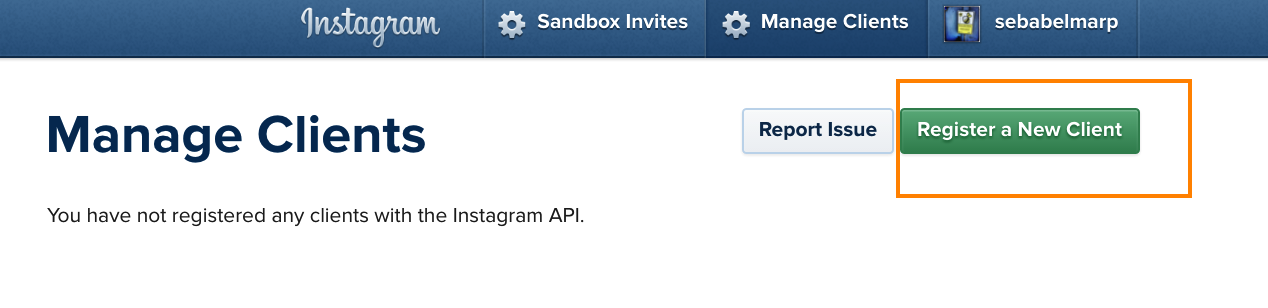 Instagram Sandbox Invites Manage Clients sebabelmarp
Manage Clients Report Issue Register a New Client
You have not registered any clients with the Instagram API.